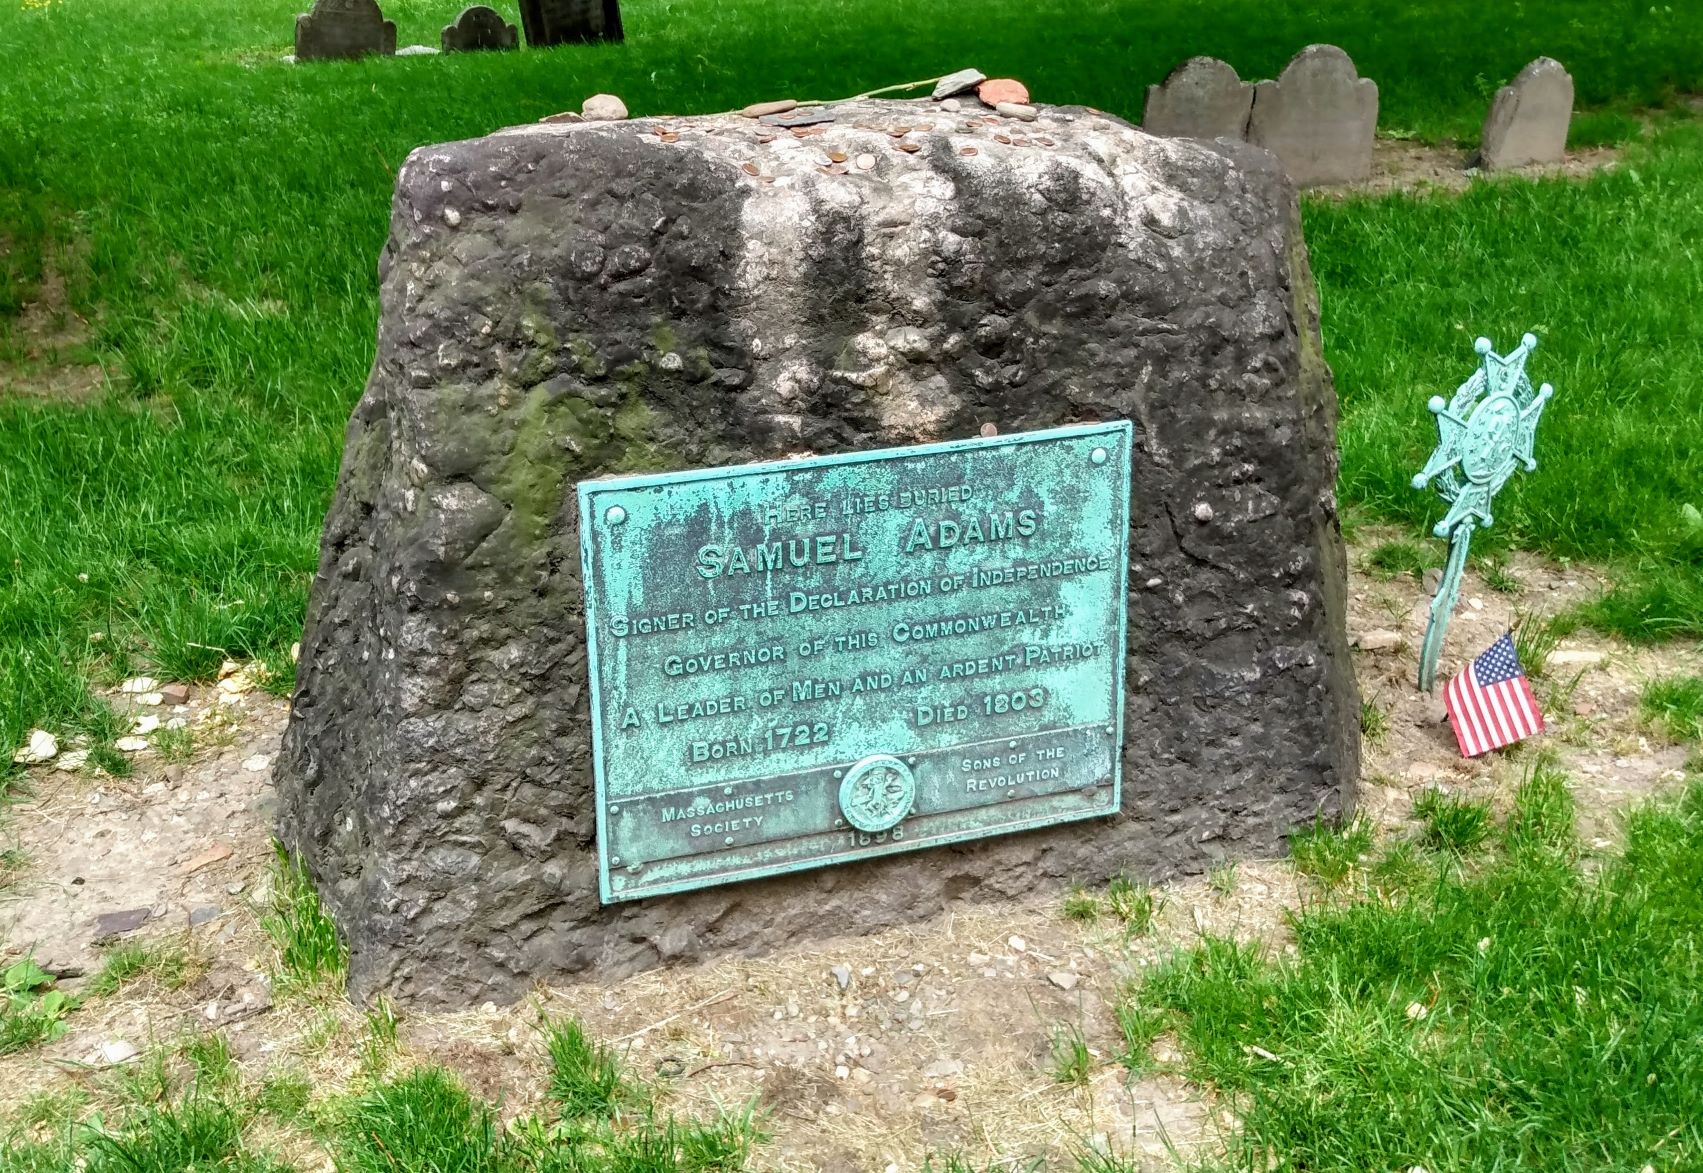 HERE LIES BURIED
SAMUEL ADAMS
SIGNER OF THE DECLARATION OF INDEPENDENCE
GOVERNOR OF THIS COMMONWEALTH
A LEADER OF MEN AND AN ARDENT PATRIOT
BORN 1722 DIED 1803
MASSACHUSETTS
SOCIETY
SONS OF THE
REVOLUTION
1898